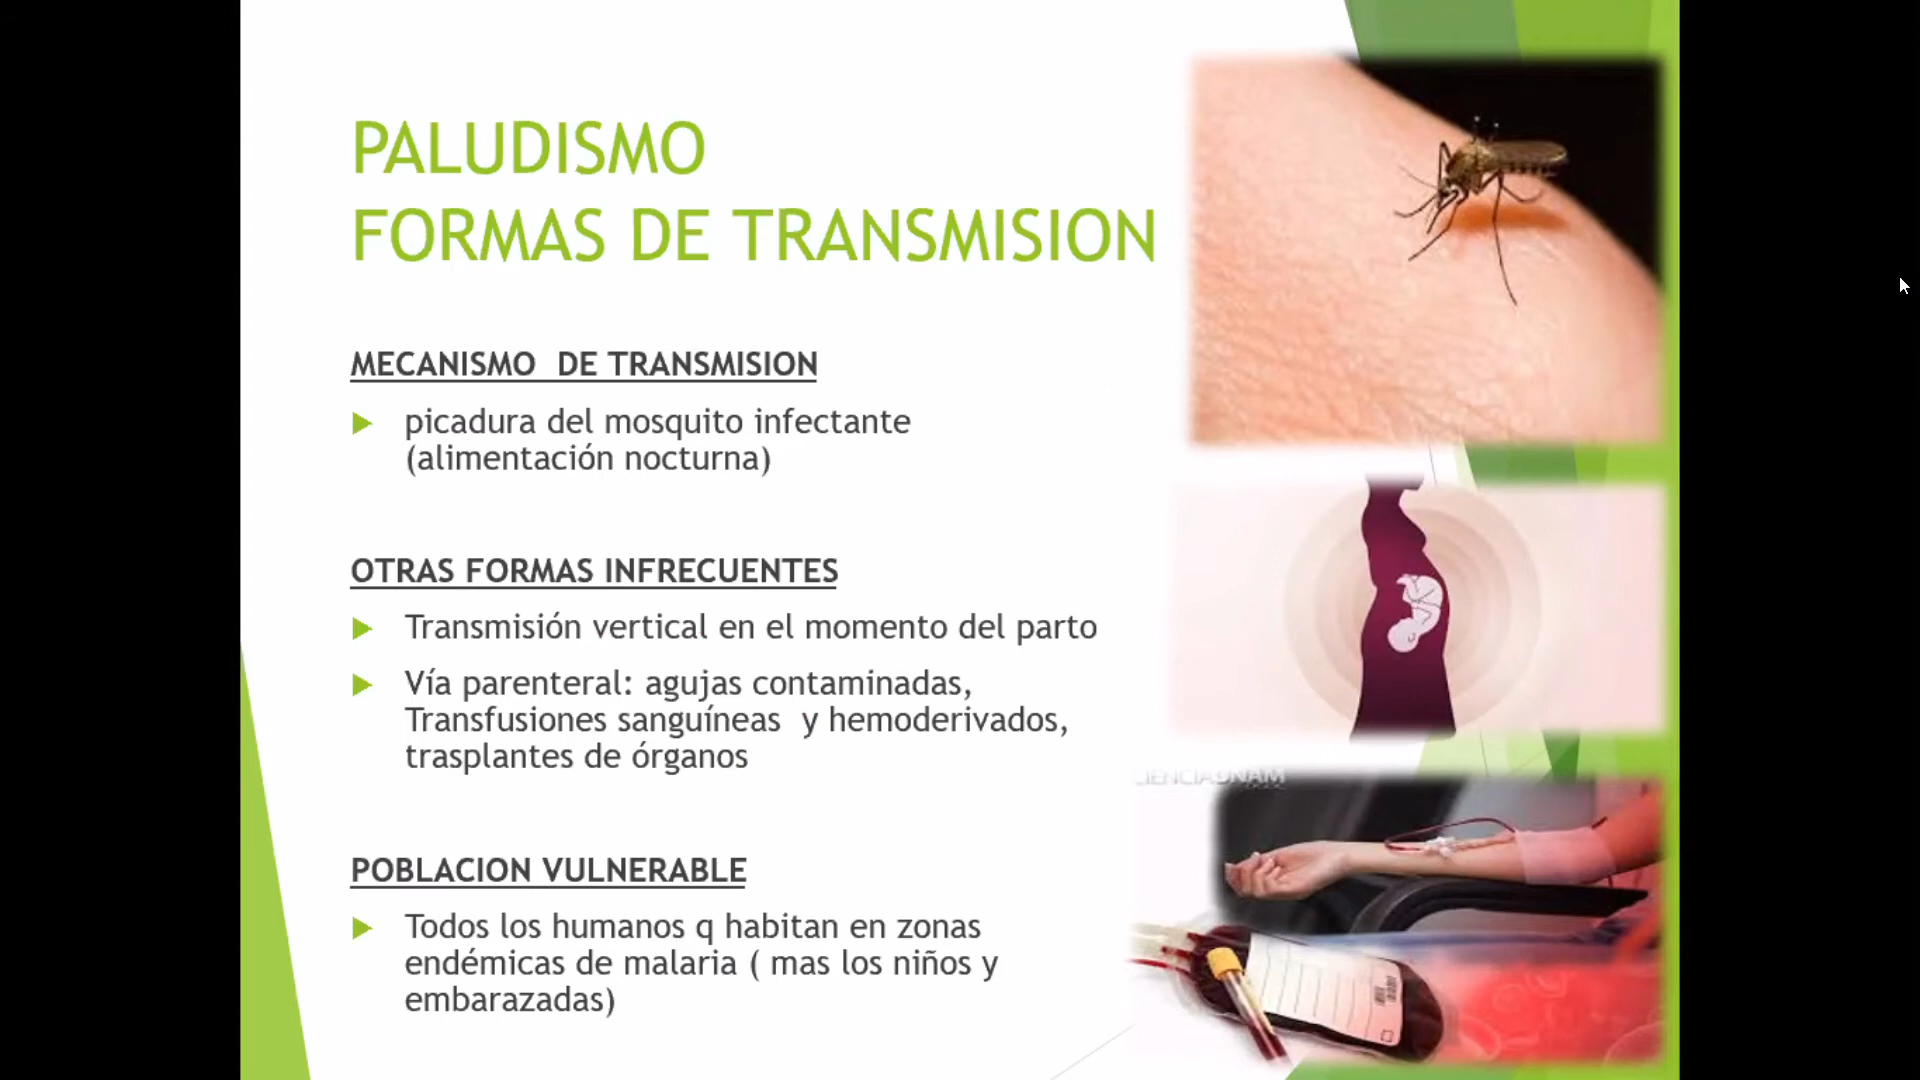 PALUDISMO
FORMAS DE TRANSMISION
MECANISMO DE TRANSMISION
picadura del mosquito infectante
(alimentación nocturna)
OTRAS FORMAS INFRECUENTES
Transmisión vertical en el momento del parto
Vía parenteral: agujas contaminadas,
Transfusiones sanguíneas y hemoderivados,
trasplantes de órganos
POBLACION VULNERABLE
Todos los humanos q habitan en zonas
endémicas de malaria ( mas los niños y
embarazadas)